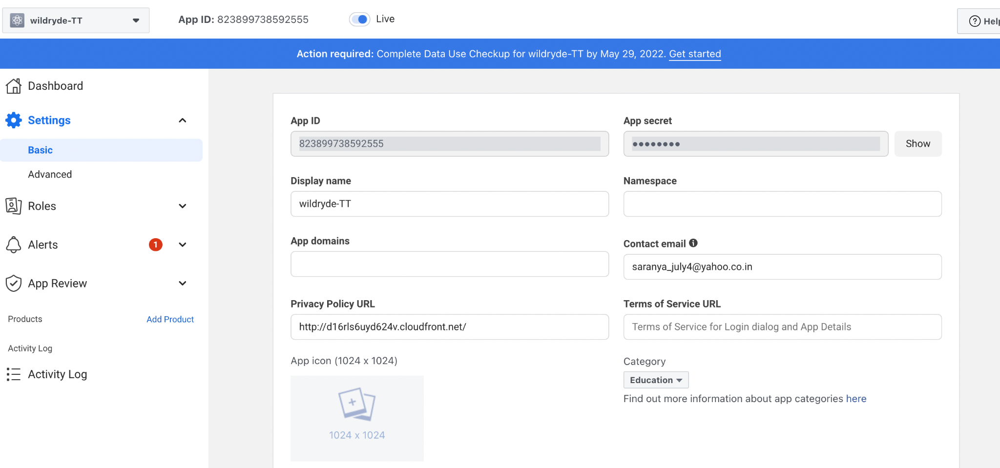 wildryde-TT
App ID: 823899738592555
Live
Help
Action required: Complete Data Use Checkup for wildryde-TT by May 29, 2022. Get started
Dashboard
Settings
Basic
Advanced
Roles
Alerts
1
App Review
Products
Add Product
Activity Log
Activity Log
App ID
823899738592555
App secret
••••••••
Show
Display name
wildryde-TT
Namespace
App domains
Contact email
saranya_july4@yahoo.co.in
Privacy Policy URL
http://d16rls6uyd624v.cloudfront.net/
Terms of Service URL
Terms of Service for Login dialog and App Details
App icon (1024 x 1024)
1024 x 1024
Category
Education
Find out more information about app categories here